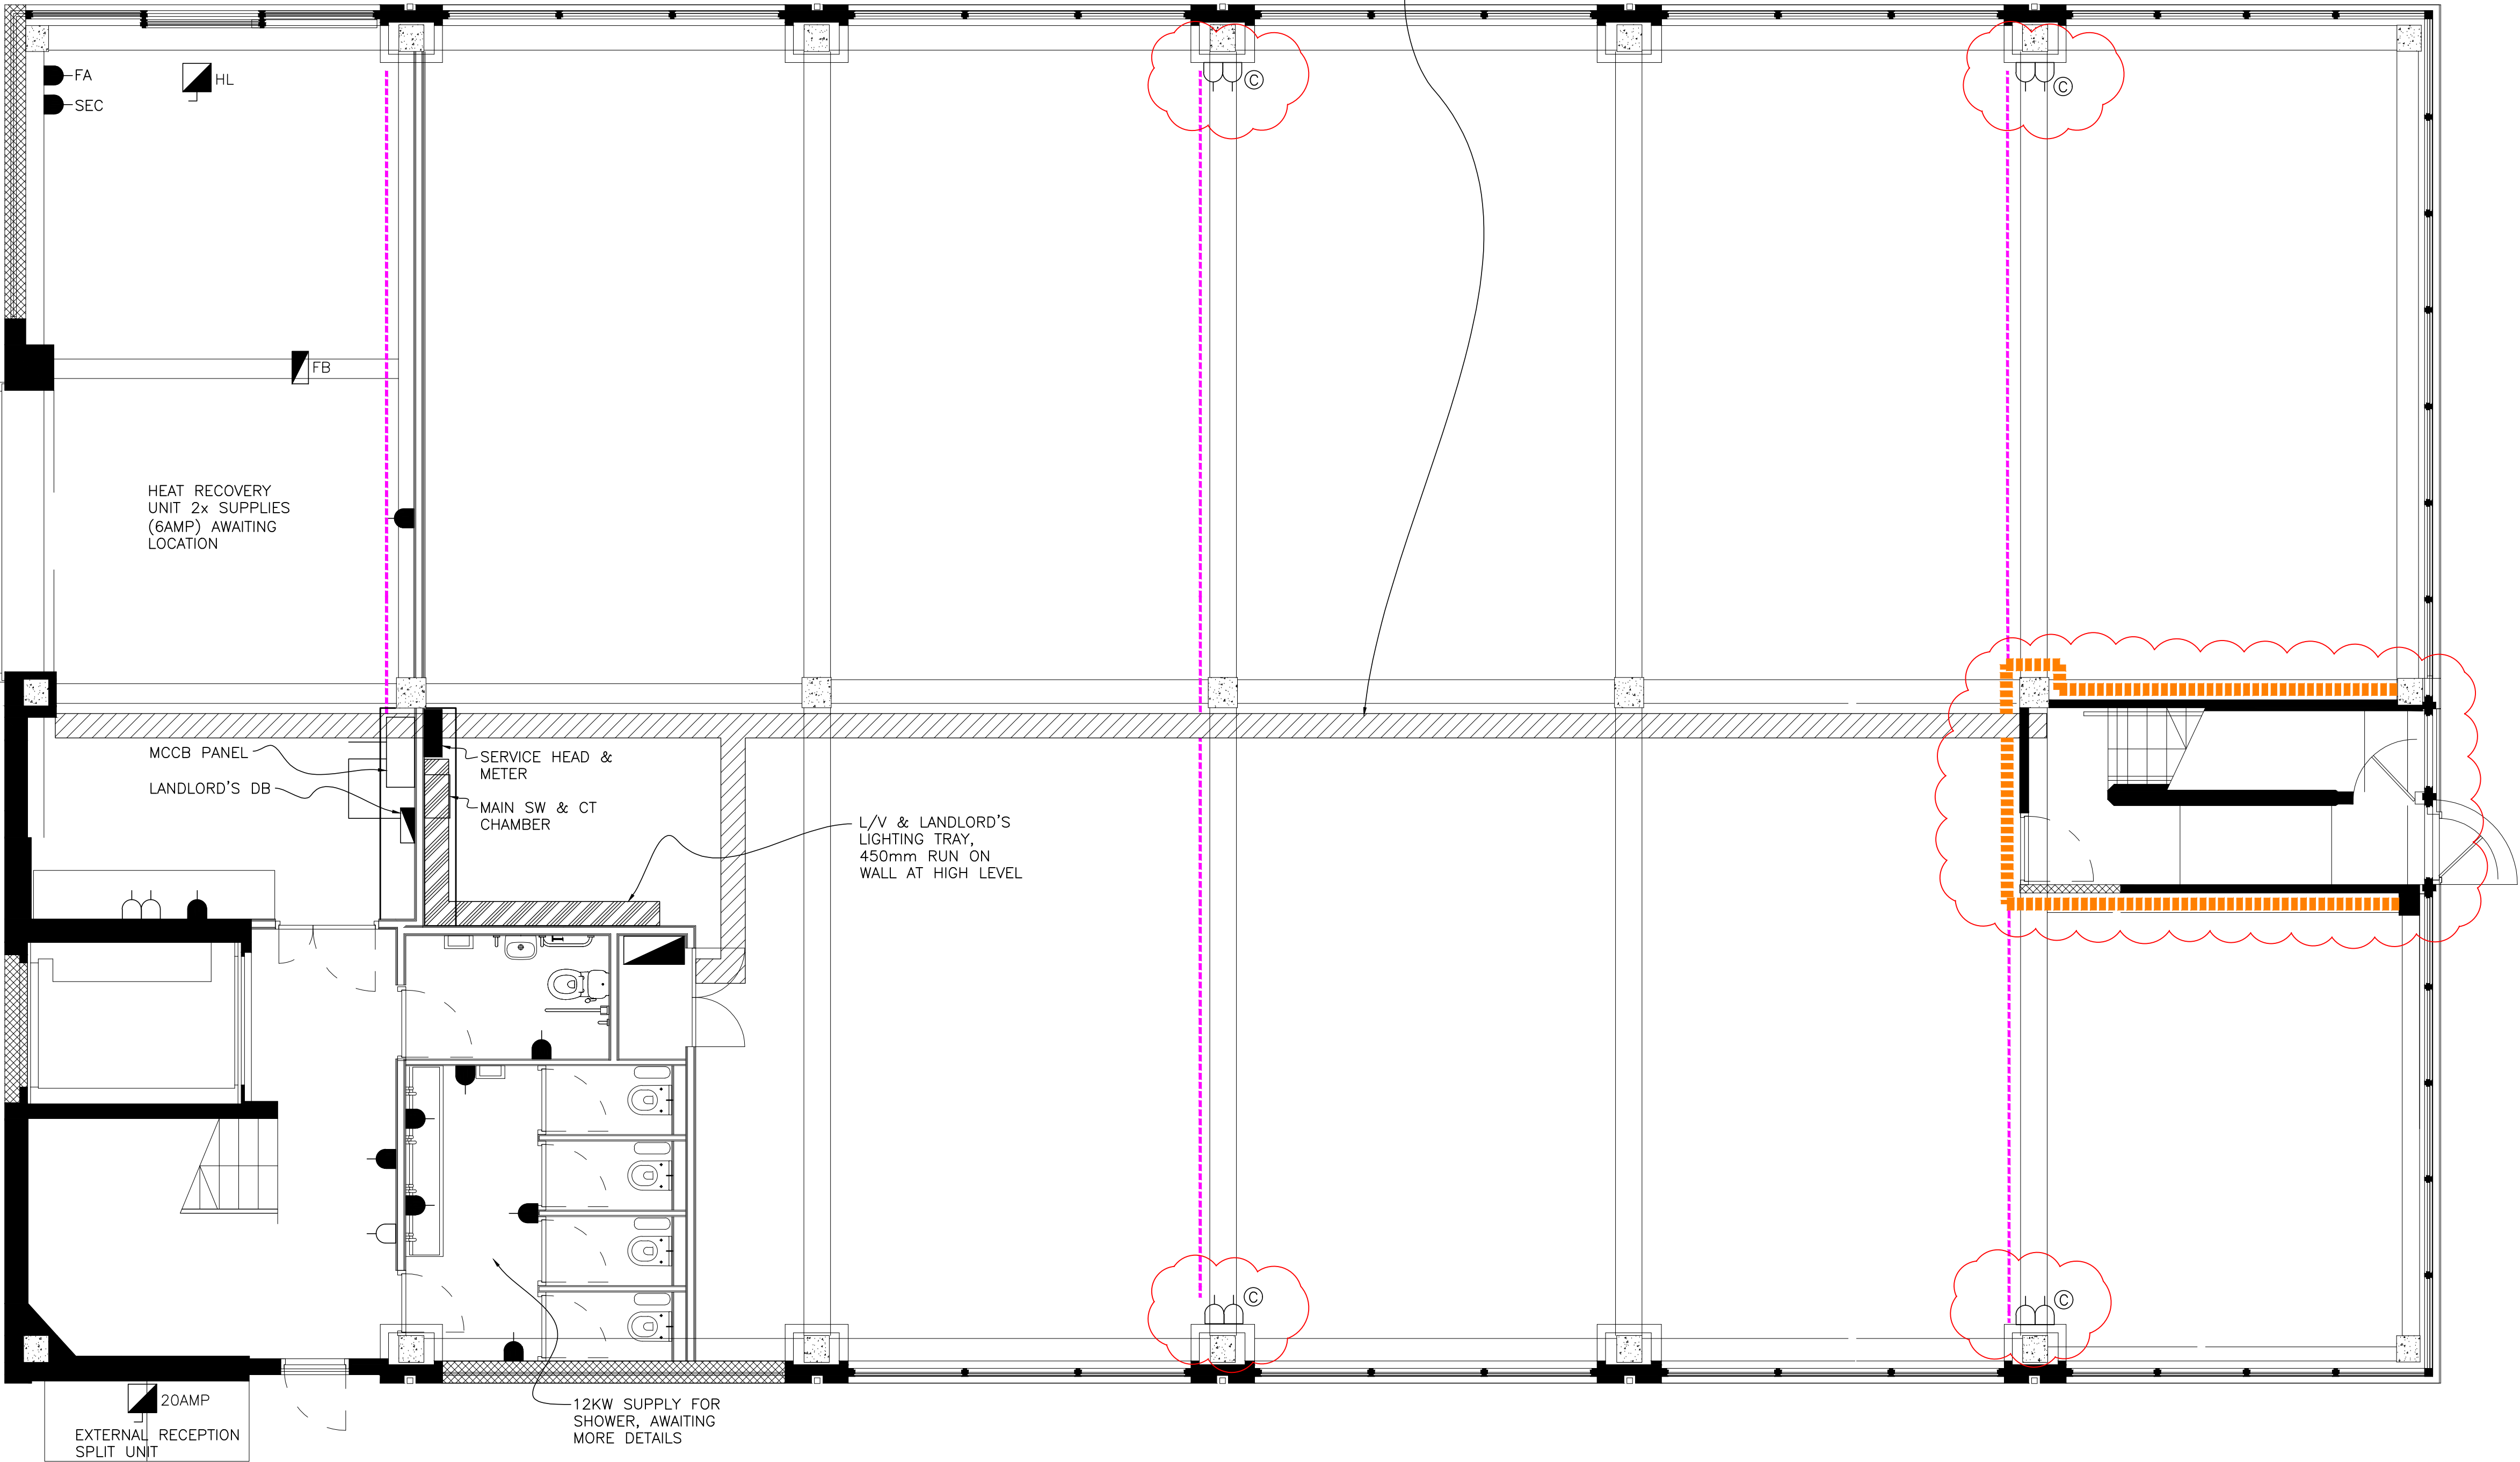 FA
HL
SEC
Ⓒ
Ⓒ
FB
HEAT RECOVERY
UNIT 2x SUPPLIES
(6AMP) AWAITING
LOCATION
MCCB PANEL
LANDLORD'S DB
SERVICE HEAD &
METER
MAIN SW & CT
CHAMBER
L/V & LANDLORD'S
LIGHTING TRAY,
450mm RUN ON
WALL AT HIGH LEVEL
Ⓒ
Ⓒ
20AMP
EXTERNAL RECEPTION
SPLIT UNIT
12KW SUPPLY FOR
SHOWER, AWAITING
MORE DETAILS